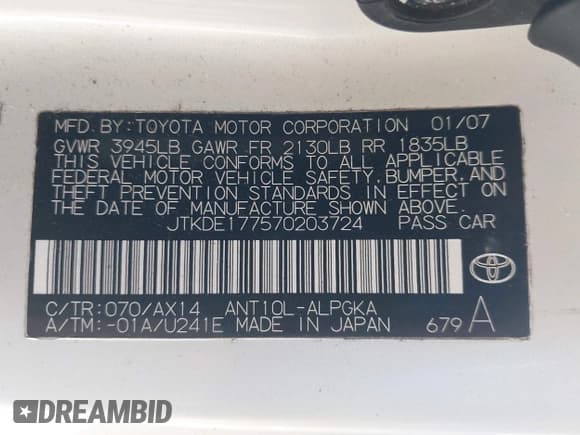 MFD.BY:TOYOTA MOTOR CORPORATION 01/07
GVWR 3945LB GAWR FR 2130LB RR 1835LB
THIS VEHICLE CONFORMS TO ALL APPLICABLE
FEDERAL MOTOR VEHICLE SAFETY, BUMPER, AND
THEFT PREVENTION STANDARDS IN EFFECT ON
THE DATE OF MANUFACTURE SHOWN ABOVE.
JTKDE177570203724 PASS CAR
C/TR:070/AX14 ANT10L-ALPGKA
A/TM:-01A/U241E MADE IN JAPAN 679 A
DREAMBID